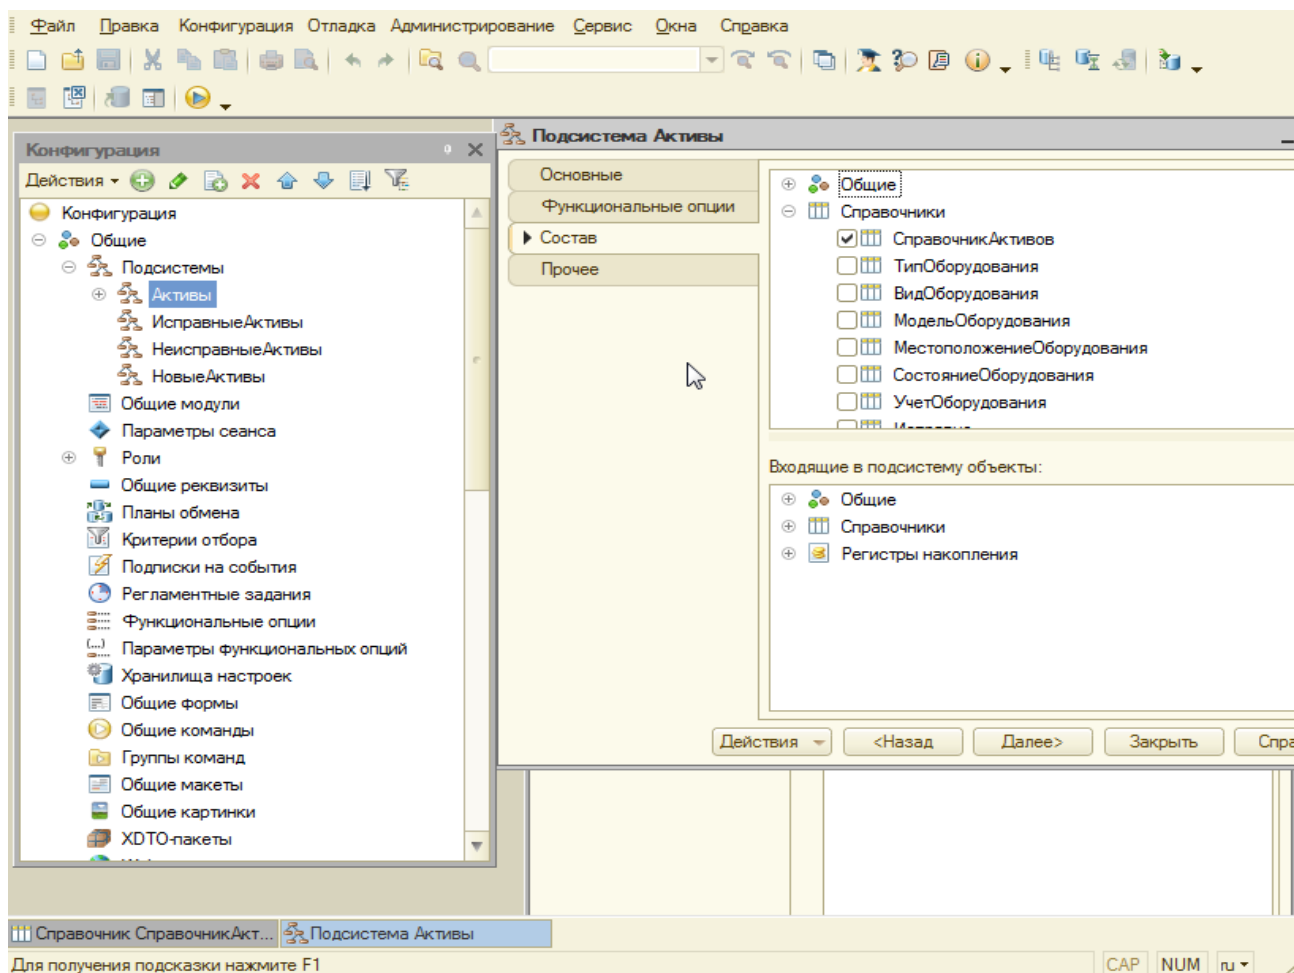 Файл Правка Конфигурация Отладка Администрирование Сервис Окна Справка
Конфигурация
Действия
Конфигурация
Общие
Подсистемы
Активы
ИсправныеАктивы
НеисправныеАктивы
НовыеАктивы
Общие модули
Параметры сеанса
Роли
Общие реквизиты
Планы обмена
Критерии отбора
Подписки на события
Регламентные задания
Функциональные опции
Параметры функциональных опций
Хранилища настроек
Общие формы
Общие команды
Группы команд
Общие макеты
Общие картинки
XDTO-пакеты
Подсистема Активы
Основные
Функциональные опции
Состав
Прочее
Общие
Справочники
СправочникАктивов
ТипОборудования
ВидОборудования
МодельОборудования
МестоположениеОборудования
СостояниеОборудования
УчетОборудования
Входящие в подсистему объекты:
Общие
Справочники
Регистры накопления
Действия <Назад Далее> Закрыть Спра
Справочник СправочникАкт... Подсистема Активы
Для получения подсказки нажмите F1 CAP NUM ru